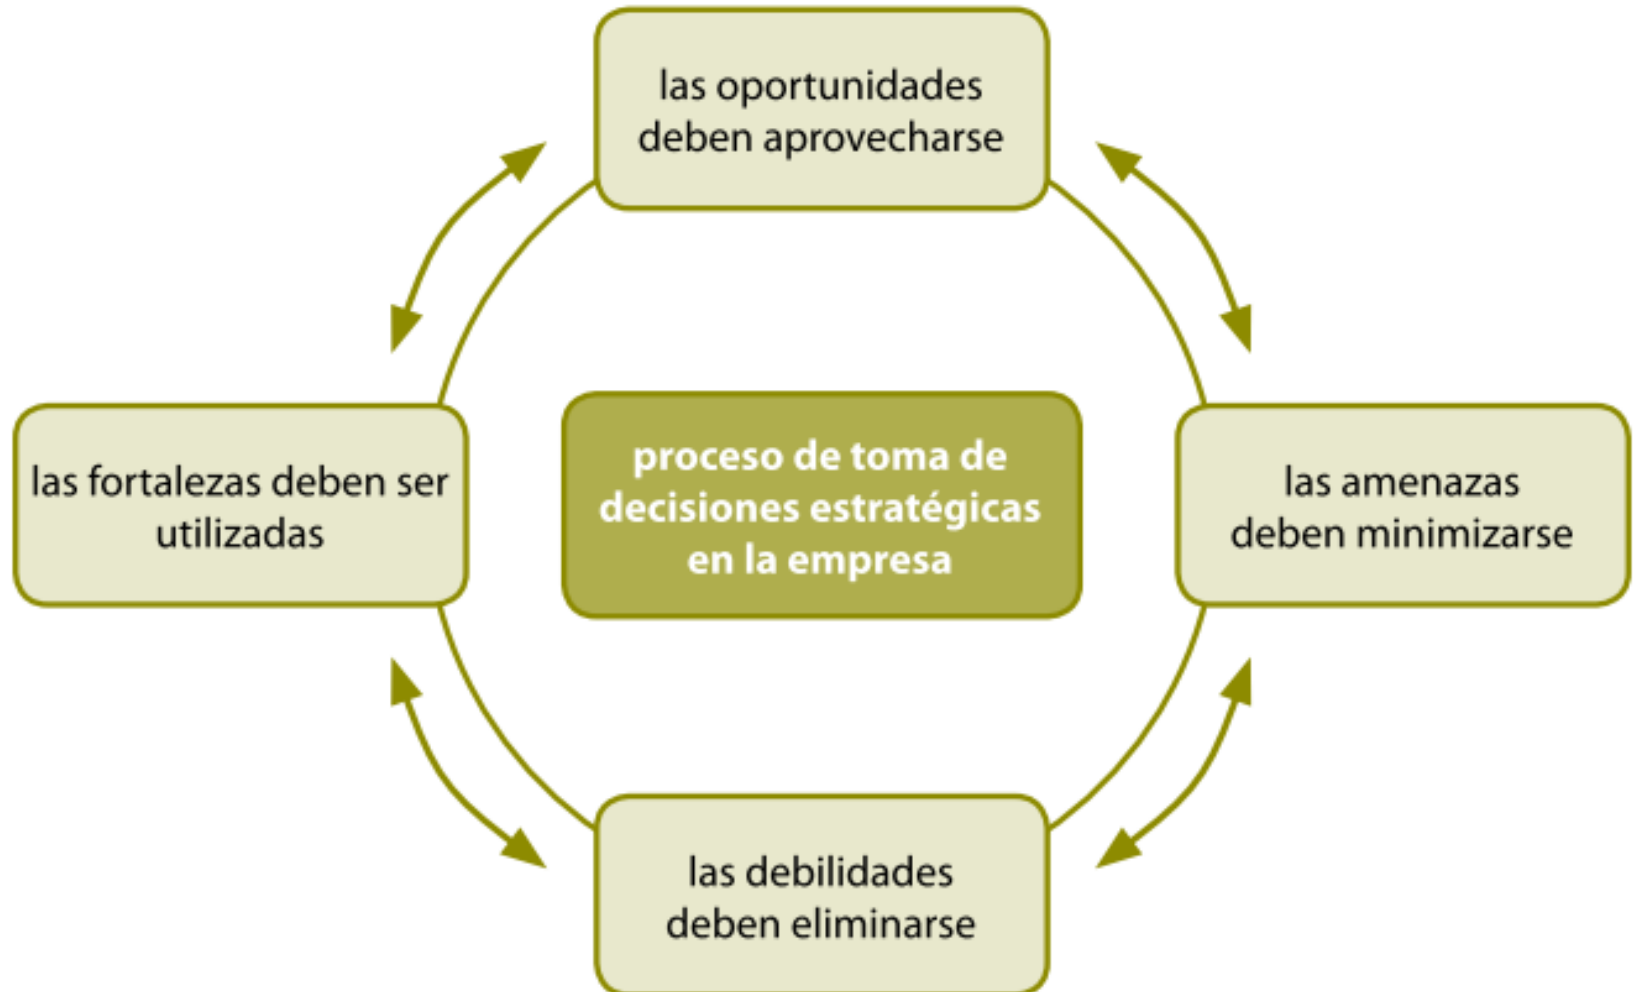 las oportunidades
deben aprovecharse
las fortalezas deben ser
utilizadas
proceso de toma de
decisiones estratégicas
en la empresa
las amenazas
deben minimizarse
las debilidades
deben eliminarse